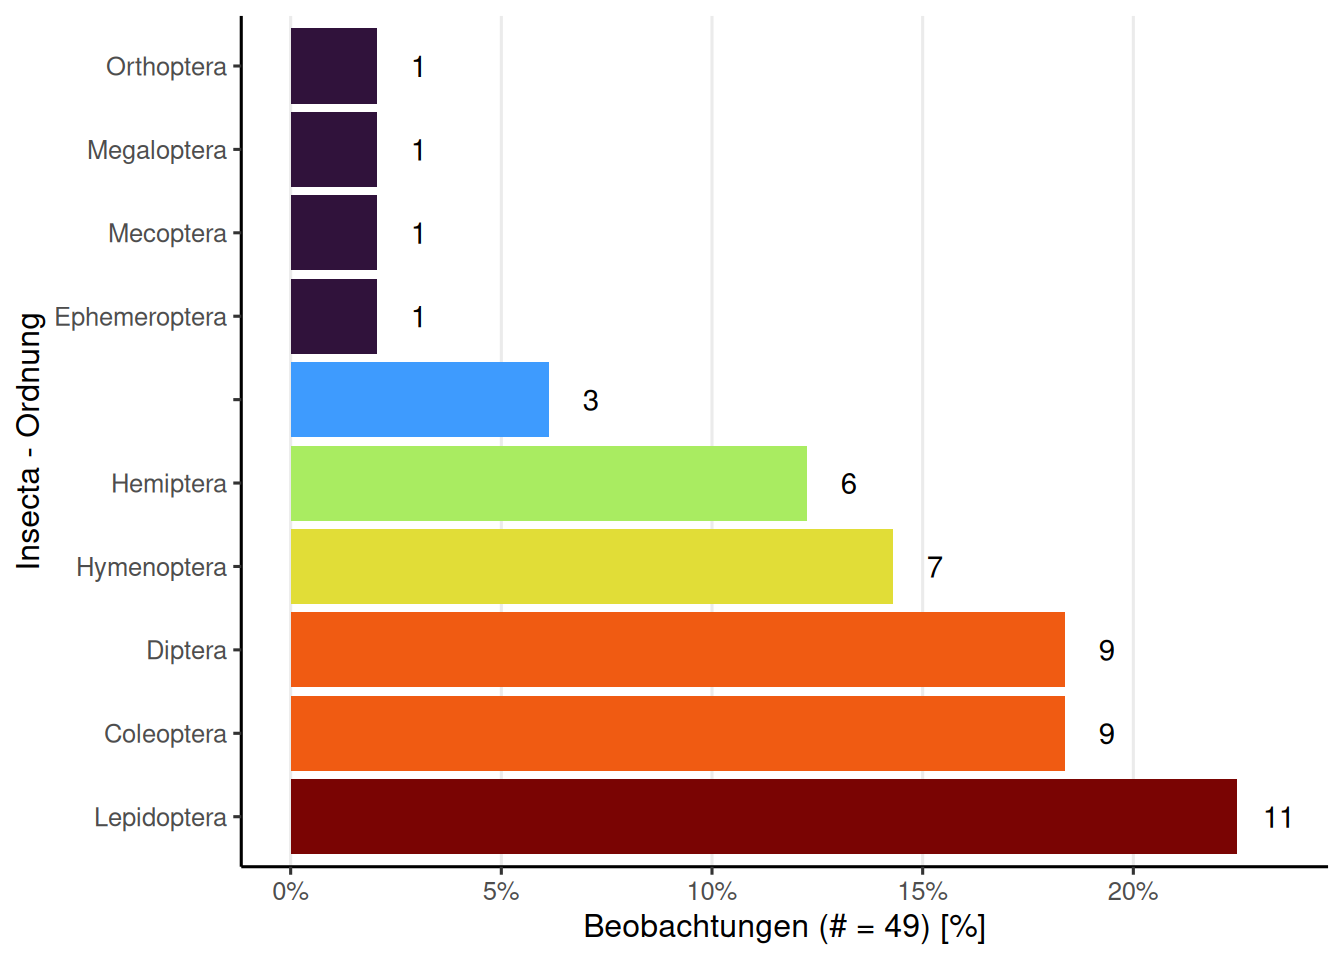 Insecta - Ordnung
Orthoptera 1
Megaloptera 1
Mecoptera 1
Ephemeroptera 1
3
Hemiptera 6
Hymenoptera 7
Diptera 9
Coleoptera 9
Lepidoptera 11
0% 5% 10% 15% 20%
Beobachtungen (# = 49) [%]